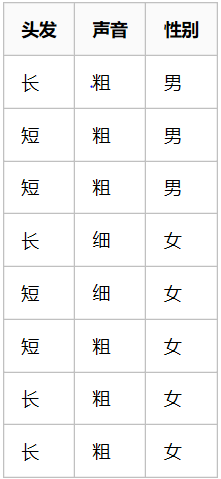 头发 声音 性别
长 粗 男
短 粗 男
短 粗 男
长 细 女
短 细 女
短 粗 女
长 粗 女
长 粗 女